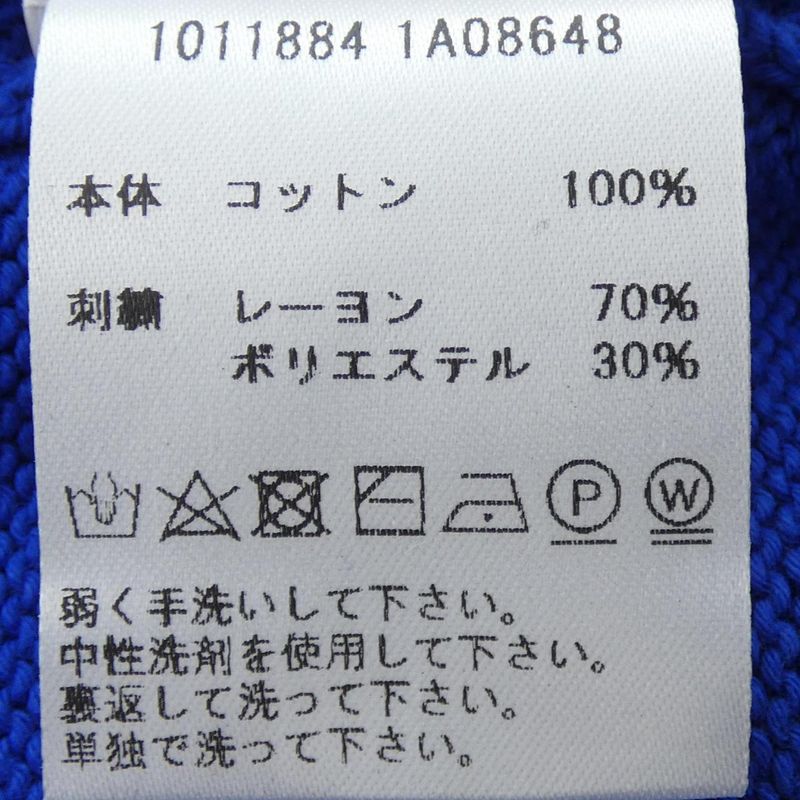 1011884 1A08648
本体 コットン 100%
刺繍 レーヨン 70%
ポリエステル 30%
P W
弱く手洗いして下さい。
中性洗剤を使用して下さい。
裏返して洗って下さい。
単独で洗って下さい。